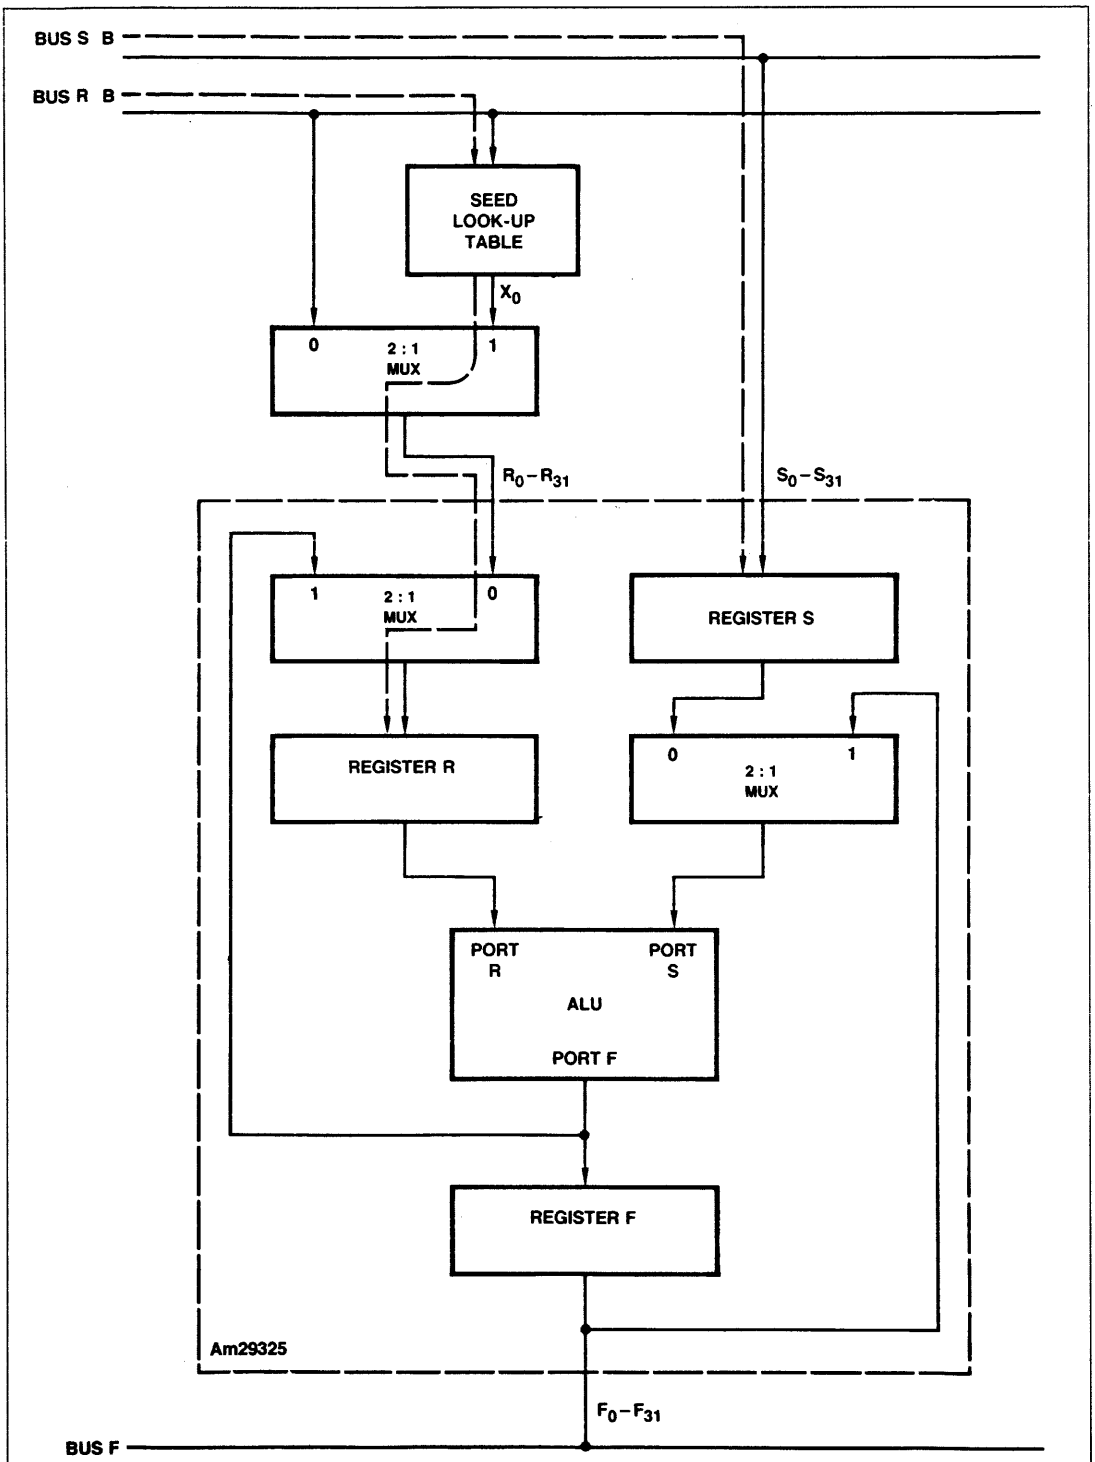 BUS S B
BUS R B
SEED
LOOK-UP
TABLE
X0
0 2 : 1 1
MUX
R0–R31
S0–S31
1 2 : 1 0
MUX
REGISTER S
REGISTER R
0 1
2 : 1
MUX
PORT PORT
R S
ALU
PORT F
REGISTER F
Am29325
F0–F31
BUS F